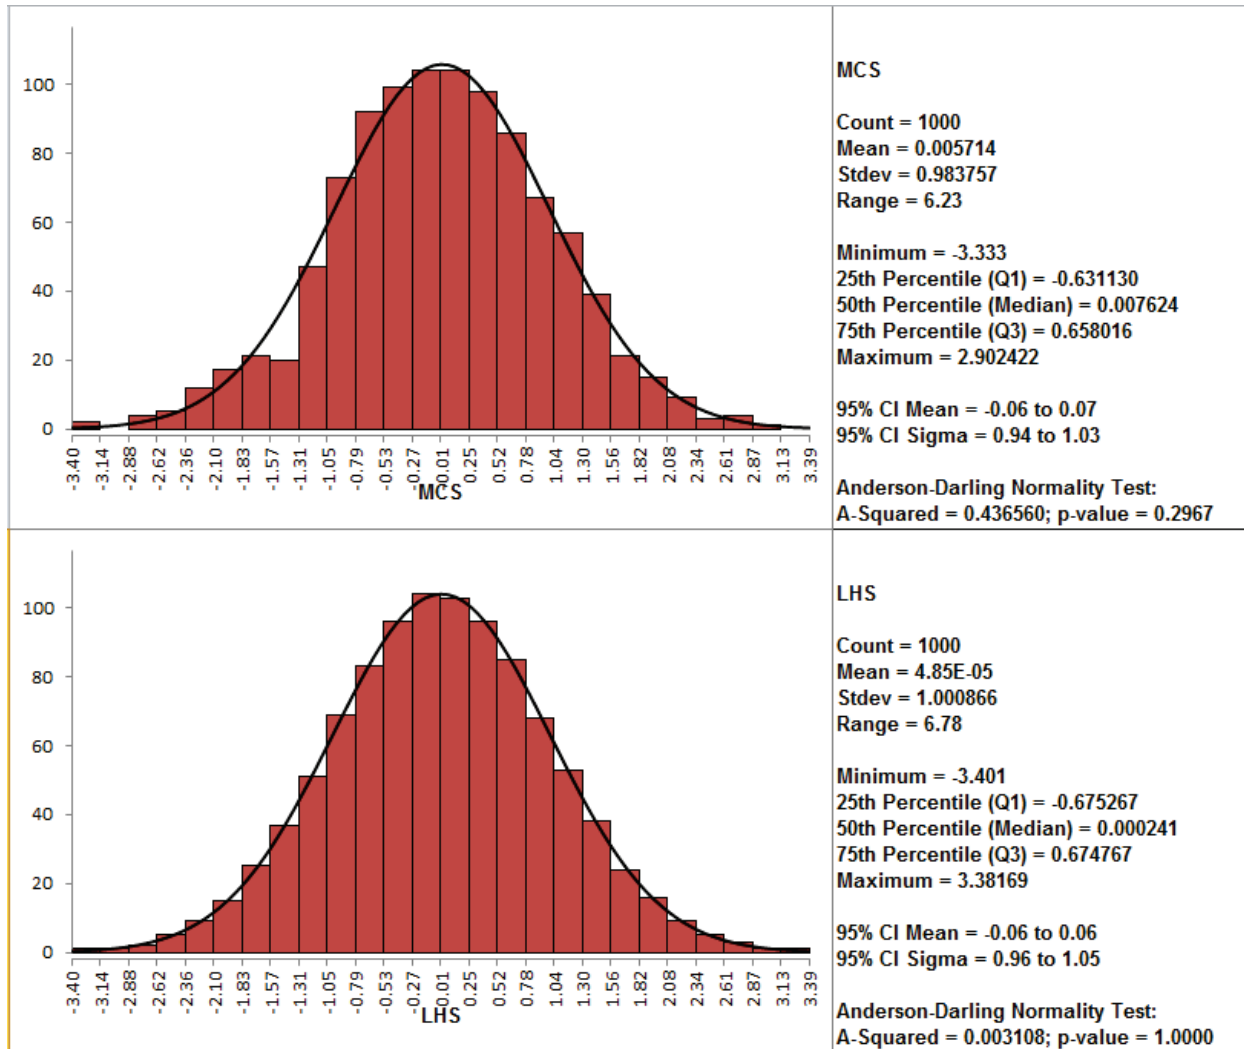 100
80
60
40
20
0
-3.40
-3.14
-2.88
-2.62
-2.36
-2.10
-1.83
-1.57
-1.31
-1.05
-0.79
-0.53
-0.27
-0.01
0.25
0.52
0.78
1.04
1.30
1.56
1.82
2.08
2.34
2.61
2.87
3.13
3.39
MCS
MCS
Count = 1000
Mean = 0.005714
Stdev = 0.983757
Range = 6.23
Minimum = -3.333
25th Percentile (Q1) = -0.631130
50th Percentile (Median) = 0.007624
75th Percentile (Q3) = 0.658016
Maximum = 2.902422
95% CI Mean = -0.06 to 0.07
95% CI Sigma = 0.94 to 1.03
Anderson-Darling Normality Test:
A-Squared = 0.436560; p-value = 0.2967
100
80
60
40
20
0
-3.40
-3.14
-2.88
-2.62
-2.36
-2.10
-1.83
-1.57
-1.31
-1.05
-0.79
-0.53
-0.27
-0.01
0.25
0.52
0.78
1.04
1.30
1.56
1.82
2.08
2.34
2.61
2.87
3.13
3.39
LHS
LHS
Count = 1000
Mean = 4.85E-05
Stdev = 1.000866
Range = 6.78
Minimum = -3.401
25th Percentile (Q1) = -0.675267
50th Percentile (Median) = 0.000241
75th Percentile (Q3) = 0.674767
Maximum = 3.38169
95% CI Mean = -0.06 to 0.06
95% CI Sigma = 0.96 to 1.05
Anderson-Darling Normality Test:
A-Squared = 0.003108; p-value = 1.0000